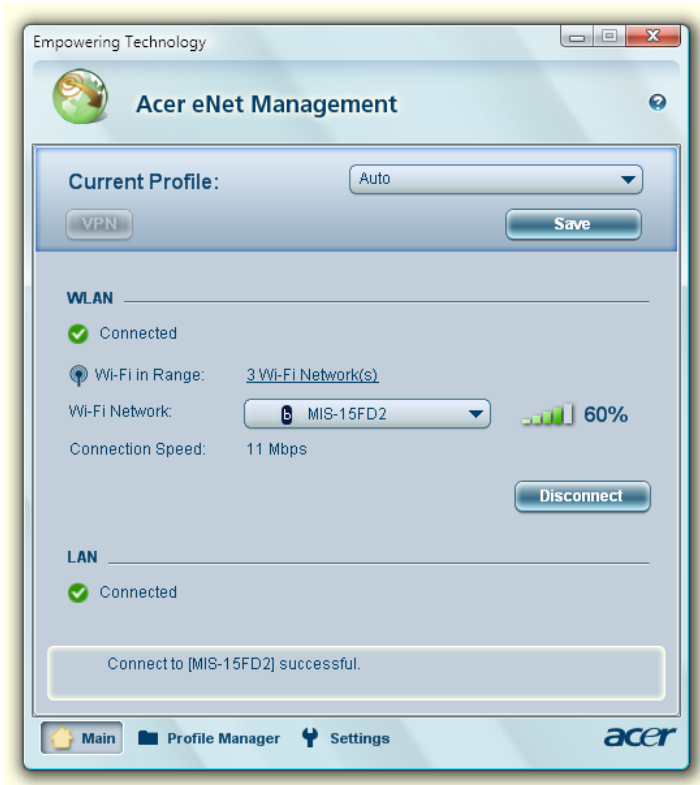 Empowering Technology
Acer eNet Management
Current Profile: Auto
VPN Save
WLAN
Connected
Wi-Fi in Range: 3 Wi-Fi Network(s)
Wi-Fi Network: b MIS-15FD2 60%
Connection Speed: 11 Mbps
Disconnect
LAN
Connected
Connect to [MIS-15FD2] successful.
Main Profile Manager Settings acer